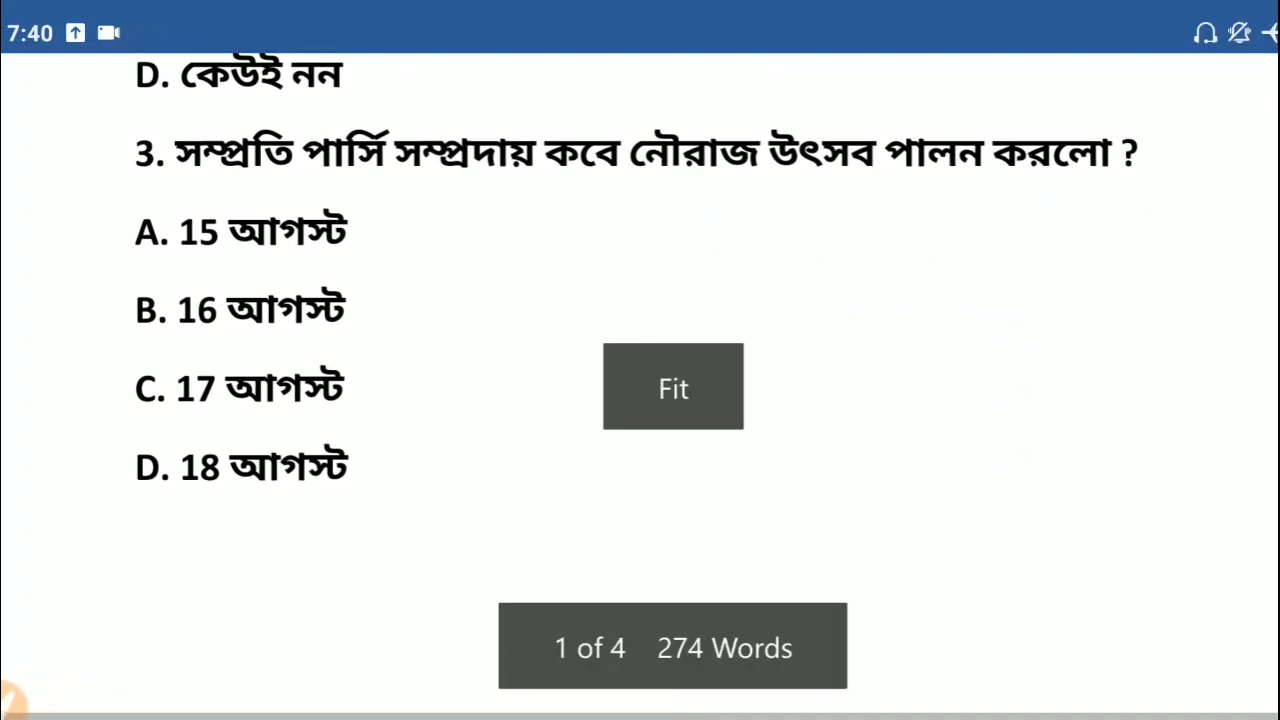 7:40
D. কেউই নন
3. সম্প্রতি পার্সি সম্প্রদায় কবে নৌরাজ উৎসব পালন করলো ?
A. 15 আগস্ট
B. 16 আগস্ট
C. 17 আগস্ট
Fit
D. 18 আগস্ট
1 of 4 274 Words